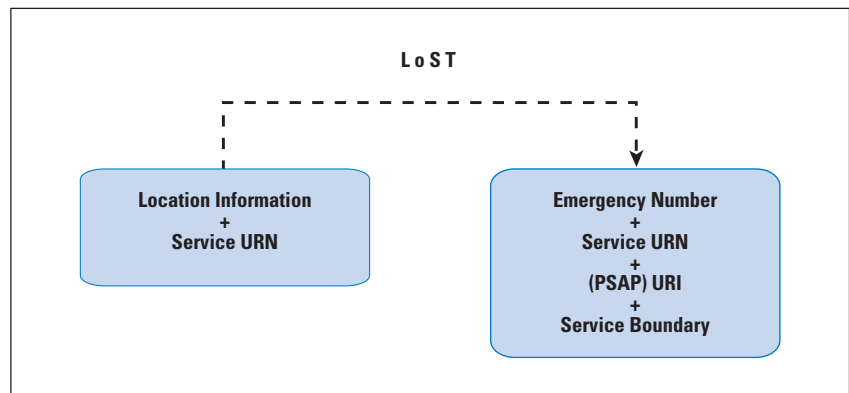 LoST
Location Information
+
Service URN
Emergency Number
+
Service URN
+
(PSAP) URI
+
Service Boundary